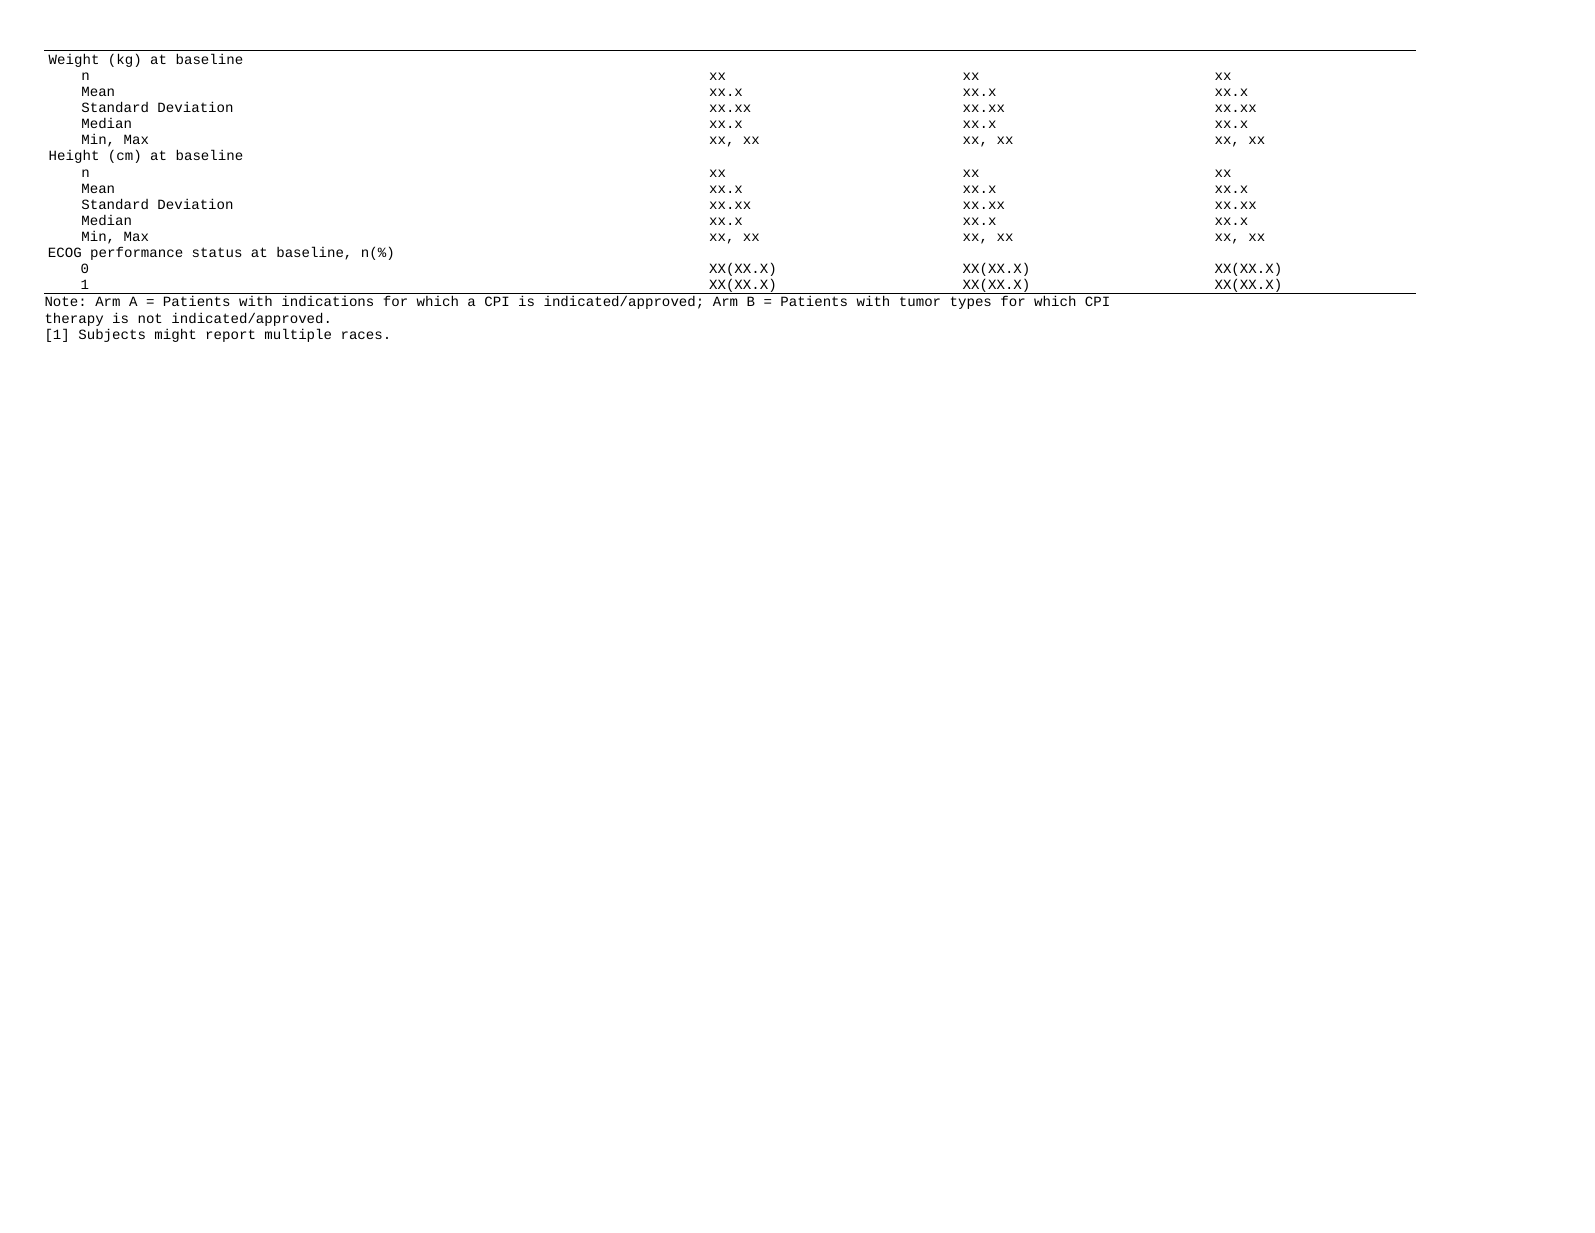 Weight (kg) at baseline
n xx xx xx
Mean xx.x xx.x xx.x
Standard Deviation xx.xx xx.xx xx.xx
Median xx.x xx.x xx.x
Min, Max xx, xx xx, xx xx, xx
Height (cm) at baseline
n xx xx xx
Mean xx.x xx.x xx.x
Standard Deviation xx.xx xx.xx xx.xx
Median xx.x xx.x xx.x
Min, Max xx, xx xx, xx xx, xx
ECOG performance status at baseline, n(%)
0 XX(XX.X) XX(XX.X) XX(XX.X)
1 XX(XX.X) XX(XX.X) XX(XX.X)
Note: Arm A = Patients with indications for which a CPI is indicated/approved; Arm B = Patients with tumor types for which CPI
therapy is not indicated/approved.
[1] Subjects might report multiple races.